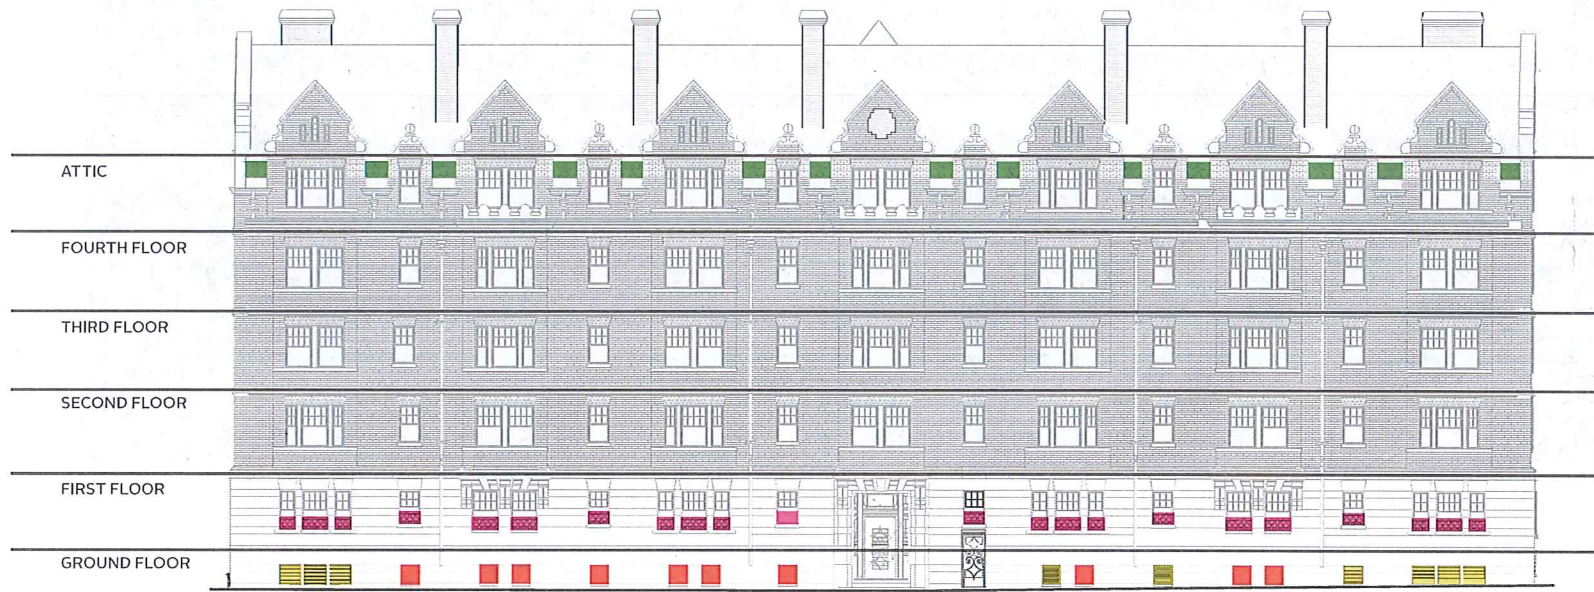 ATTIC
FOURTH FLOOR
THIRD FLOOR
SECOND FLOOR
FIRST FLOOR
GROUND FLOOR